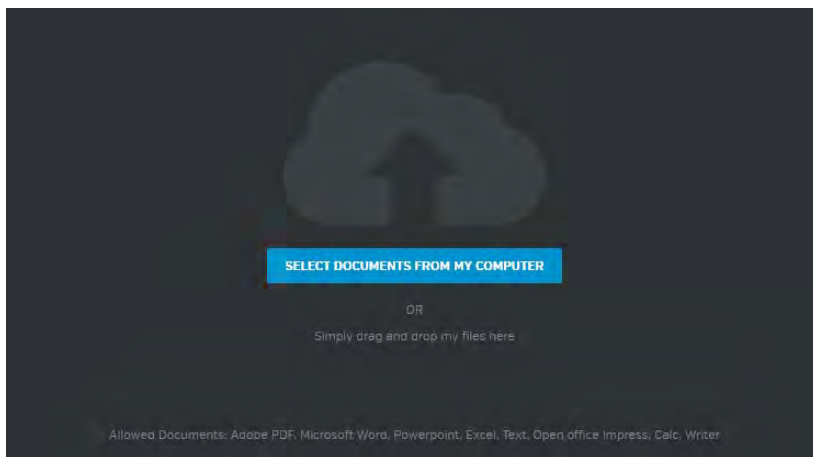 SELECT DOCUMENTS FROM MY COMPUTER
OR
Simply drag and drop my files here
Allowed Documents: Adobe PDF, Microsoft Word, Powerpoint, Excel, Text, Open office Impress, Calc, Writer